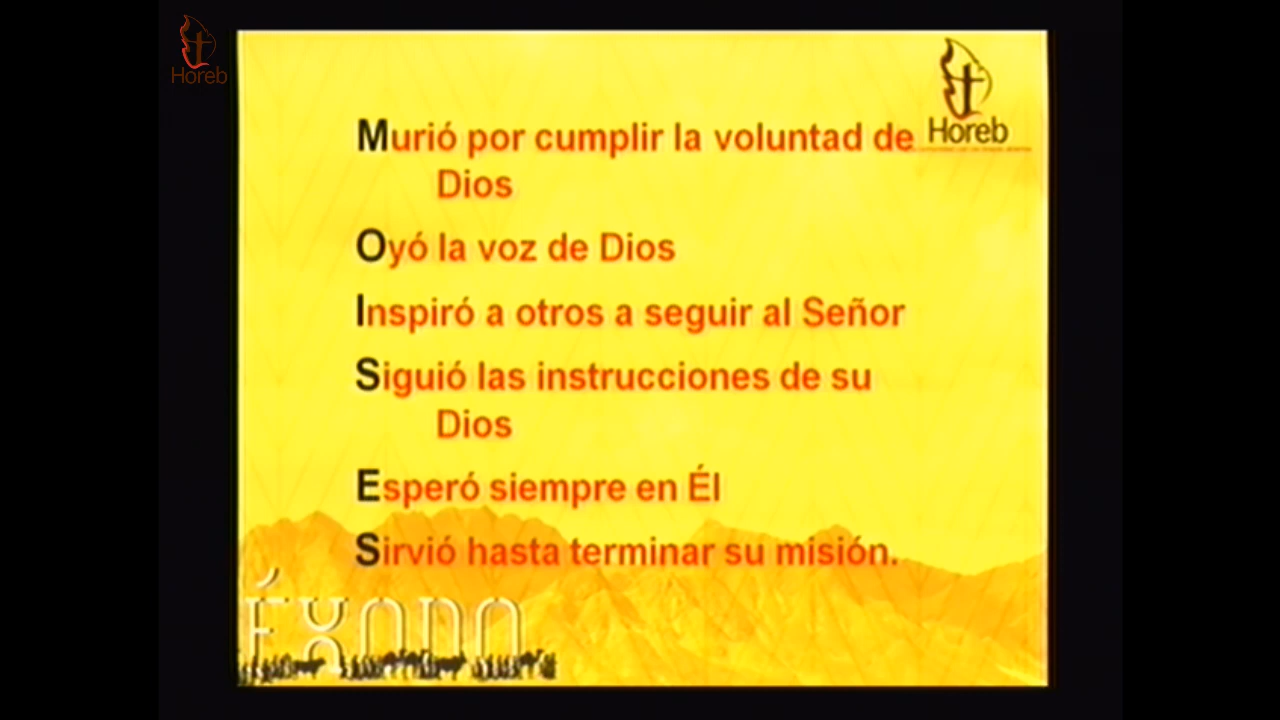 Horeb
Horeb
Murió por cumplir la voluntad de
Dios
Oyó la voz de Dios
Inspiró a otros a seguir al Señor
Siguió las instrucciones de su
Dios
Esperó siempre en Él
Sirvió hasta terminar su misión.
ÉXODO